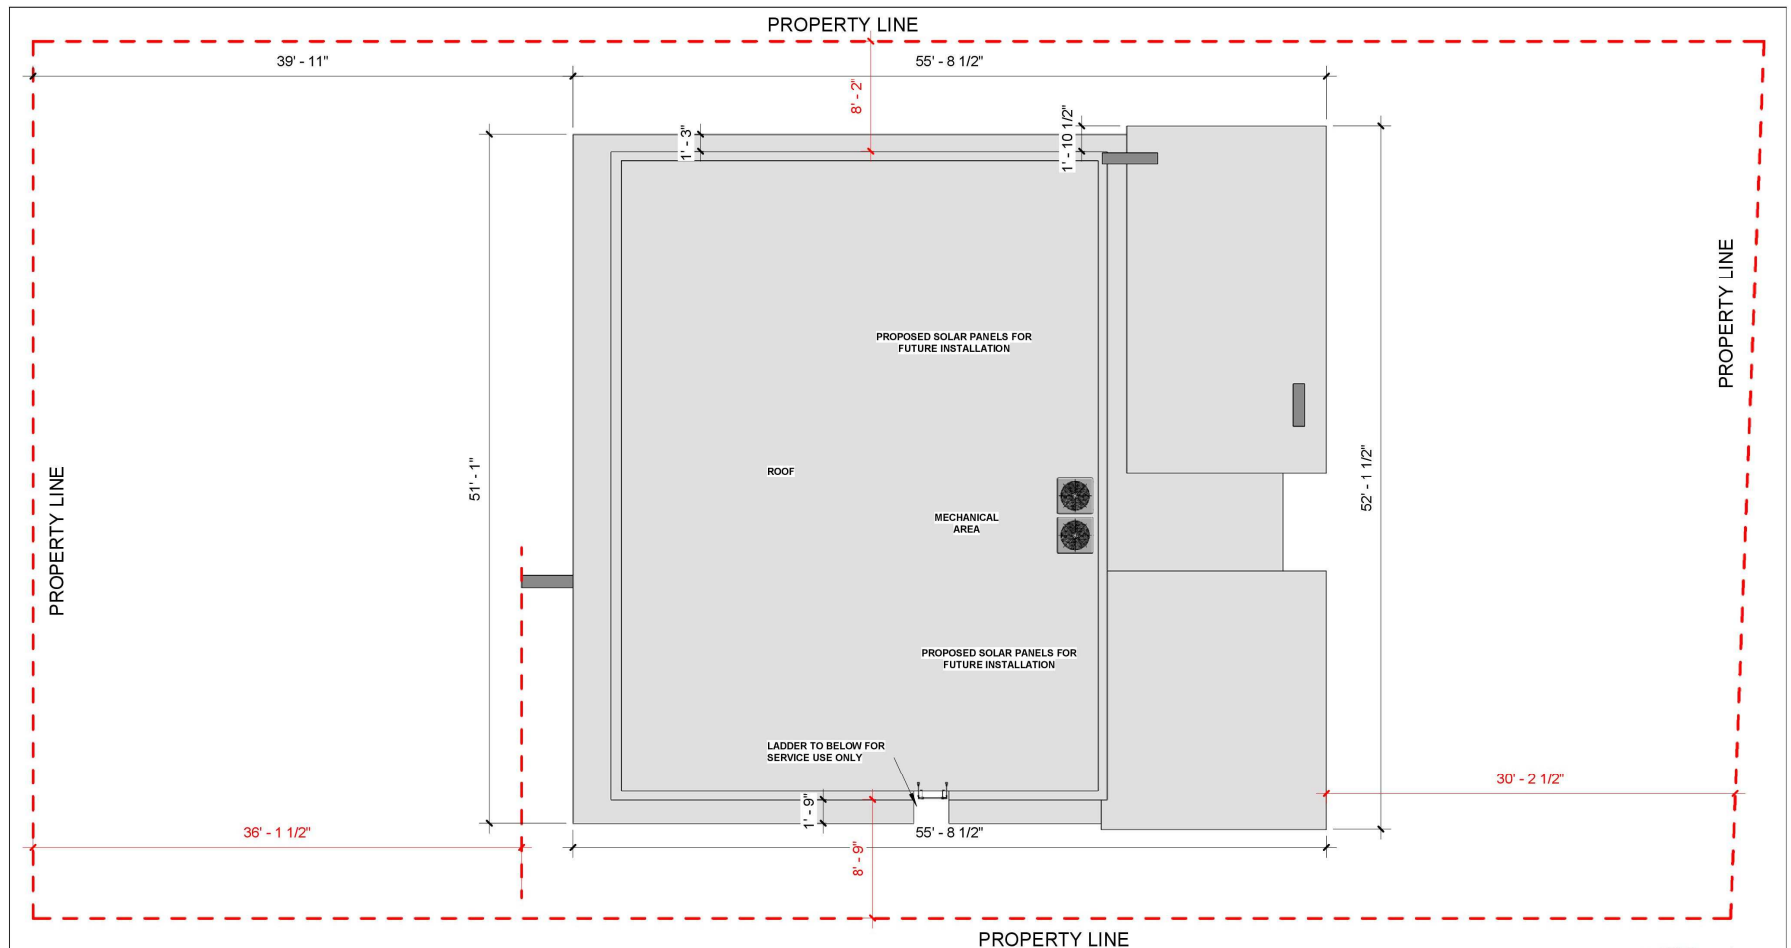 PROPERTY LINE
39' - 11"
55' - 8 1/2"
8' - 2"
1' - 3"
1' - 10 1/2"
PROPERTY LINE
PROPOSED SOLAR PANELS FOR
FUTURE INSTALLATION
PROPERTY LINE
51' - 1"
ROOF
52' - 1 1/2"
MECHANICAL
AREA
PROPOSED SOLAR PANELS FOR
FUTURE INSTALLATION
LADDER TO BELOW FOR
SERVICE USE ONLY
30' - 2 1/2"
1' - 9"
36' - 1 1/2"
55' - 8 1/2"
8' - 9"
PROPERTY LINE